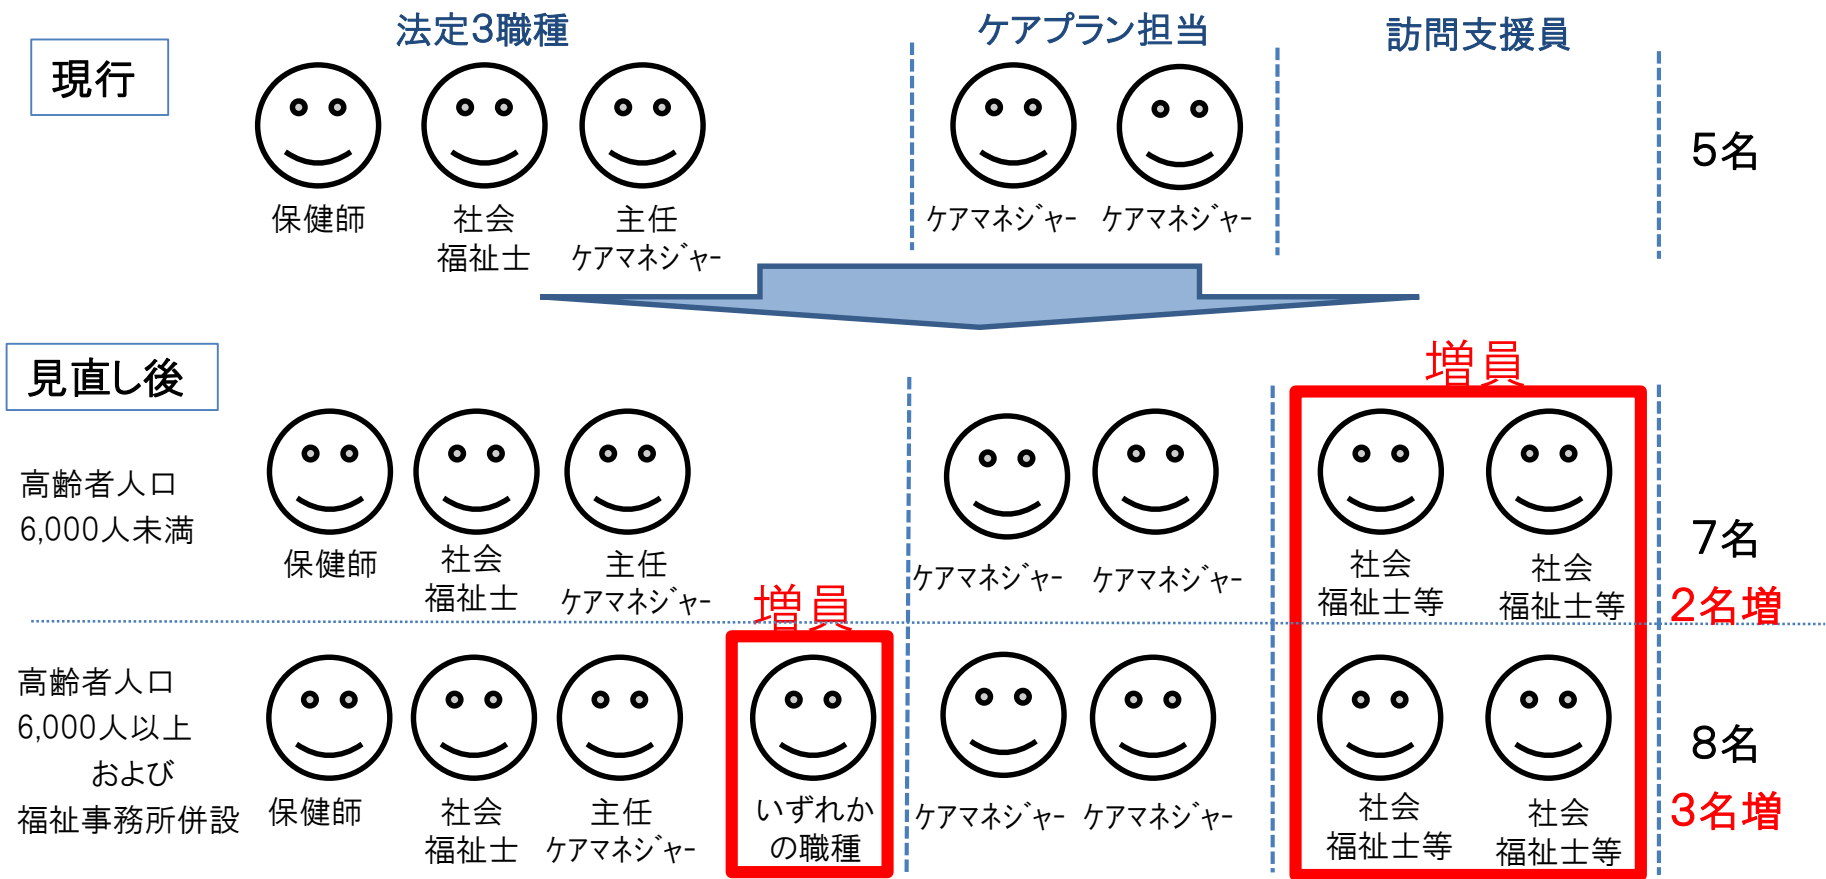 法定3職種
ケアプラン担当
訪問支援員
現行
5名
保健師
社会
福祉士
主任
ケアマネジャー
ケアマネジャー
ケアマネジャー
見直し後
増員
高齢者人口
6,000人未満
保健師
社会
福祉士
主任
ケアマネジャー
ケアマネジャー
ケアマネジャー
社会
福祉士等
社会
福祉士等
7名
2名増
増員
高齢者人口
6,000人以上
および
福祉事務所併設
保健師
社会
福祉士
主任
ケアマネジャー
いずれか
の職種
ケアマネジャー
ケアマネジャー
社会
福祉士等
社会
福祉士等
8名
3名増